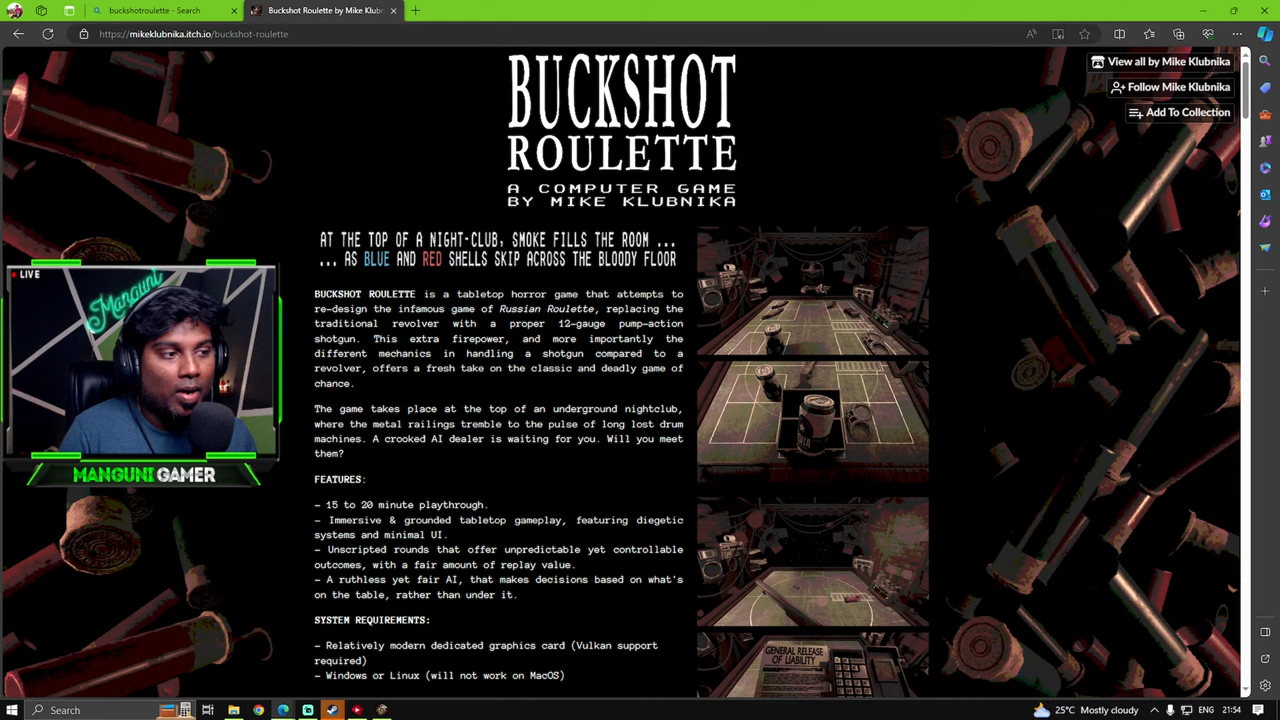 buckshotroulette - Search
Buckshot Roulette by Mike Klubn
https://mikeklubnika.itch.io/buckshot-roulette
View all by Mike Klubnika
Follow Mike Klubnika
Add To Collection
BUCKSHOT
ROULETTE
A COMPUTER GAME
BY MIKE KLUBNIKA
AT THE TOP OF A NIGHT-CLUB, SMOKE FILLS THE ROOM ...
... AS BLUE AND RED SHELLS SKIP ACROSS THE BLOODY FLOOR
BUCKSHOT ROULETTE is a tabletop horror game that attempts to
re-design the infamous game of Russian Roulette, replacing the
traditional revolver with a proper 12-gauge pump-action
shotgun. This extra firepower, and more importantly the
different mechanics in handling a shotgun compared to a
revolver, offers a fresh take on the classic and deadly game of
chance.
The game takes place at the top of an underground nightclub,
where the metal railings tremble to the pulse of long lost drum
machines. A crooked AI dealer is waiting for you. Will you meet
them?
FEATURES:
- 15 to 20 minute playthrough.
- Immersive & grounded tabletop gameplay, featuring diegetic
systems and minimal UI.
- Unscripted rounds that offer unpredictable yet controllable
outcomes, with a fair amount of replay value.
- A ruthless yet fair AI, that makes decisions based on what's
on the table, rather than under it.
SYSTEM REQUIREMENTS:
- Relatively modern dedicated graphics card (Vulkan support
required)
- Windows or Linux (will not work on MacOS)
GENERAL RELEASE
OF LIABILITY
LIVE
Manguni
MANGUNI GAMER
Search
25°C Mostly cloudy
ENG
21:54